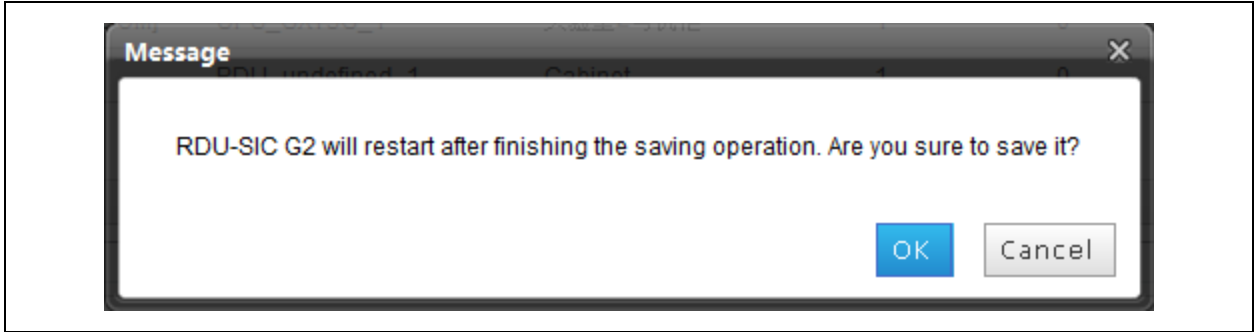 Message
RDU-SIC G2 will restart after finishing the saving operation. Are you sure to save it?
OK
Cancel